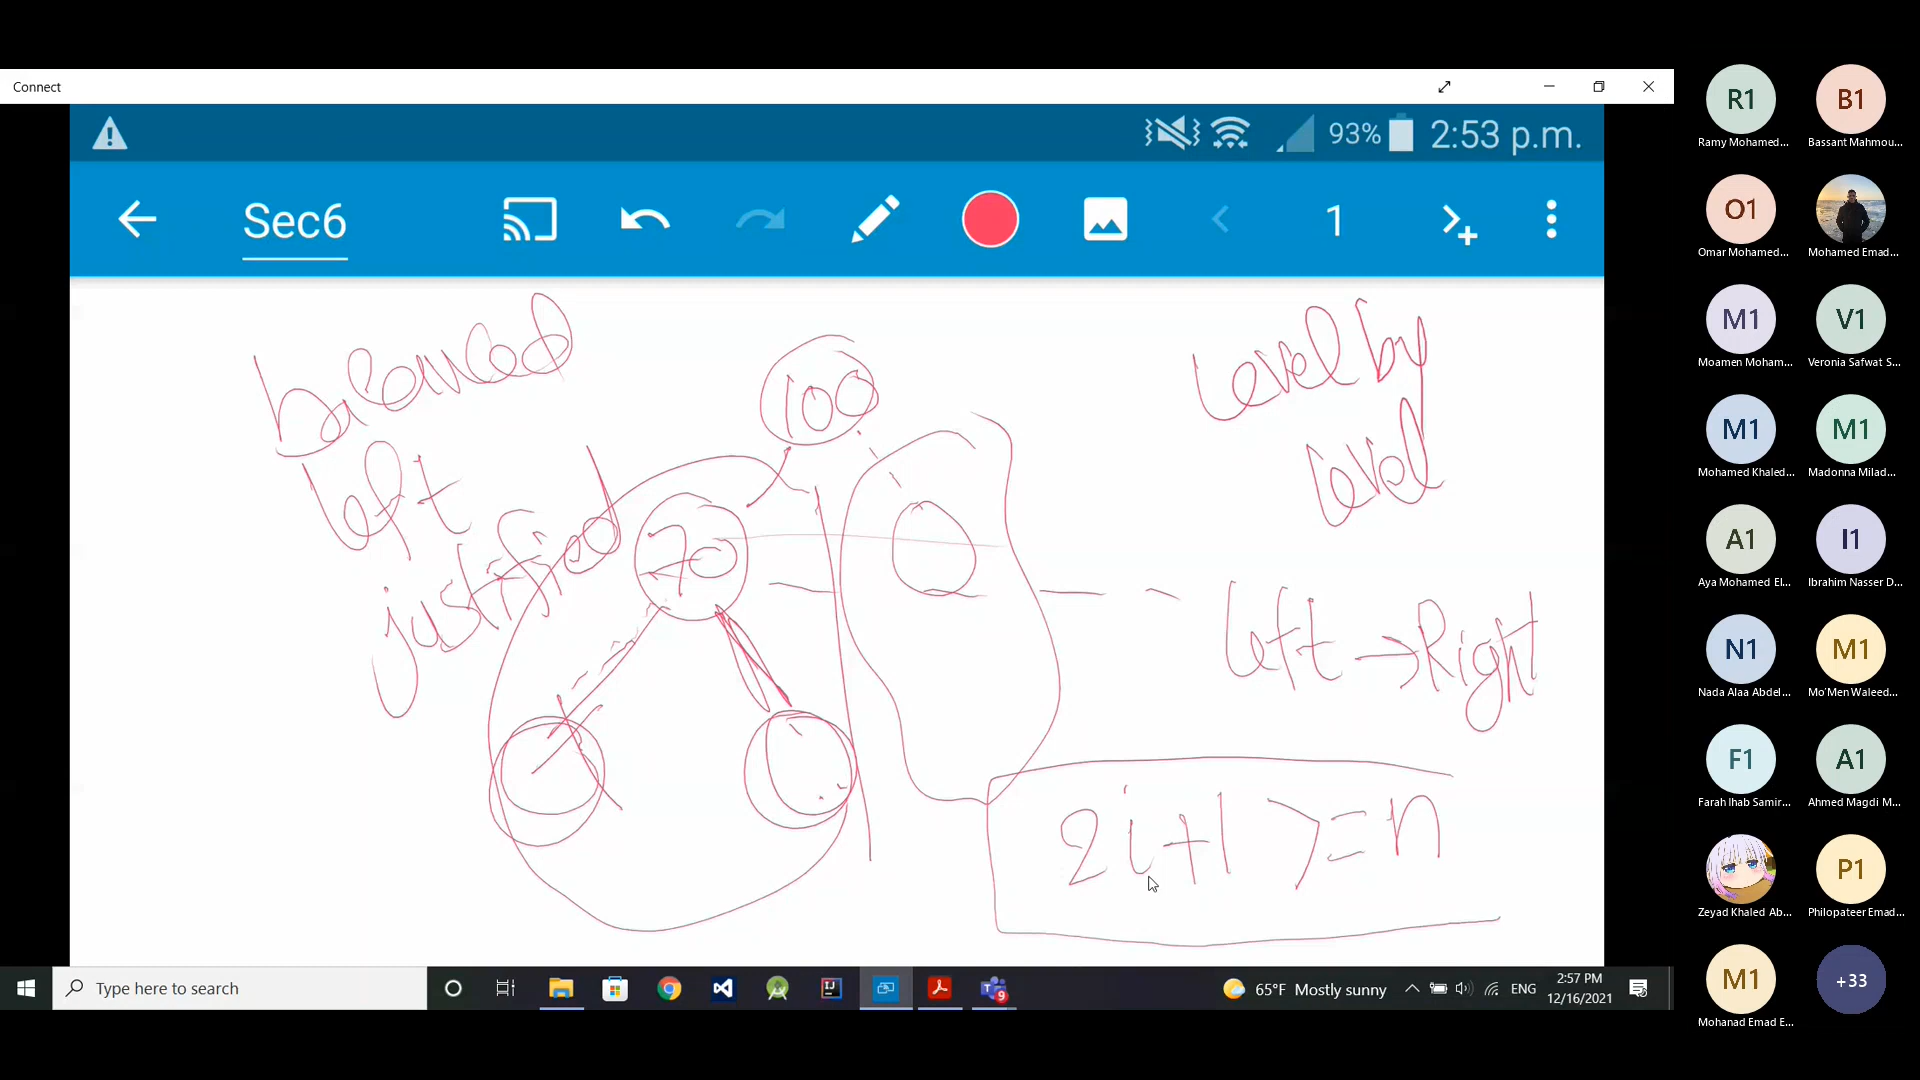 Connect
93% 2:53 p.m.
Sec6
1
balanced
left
justified
100
70
Level by
level
left → Right
2i+1 >= n
R1
Ramy Mohamed...
B1
Bassant Mahmou...
O1
Omar Mohamed...
Mohamed Emad...
M1
Moamen Moham...
V1
Veronia Safwat S...
M1
Mohamed Khaled...
M1
Madonna Milad...
A1
Aya Mohamed El...
I1
Ibrahim Nasser D...
N1
Nada Alaa Abdel...
M1
Mo'Men Waleed...
F1
Farah Ihab Samir...
A1
Ahmed Magdi M...
Zeyad Khaled Ab...
P1
Philopateer Emad...
M1
Mohanad Emad E...
+33
Type here to search
9
65°F Mostly sunny
ENG
2:57 PM
12/16/2021